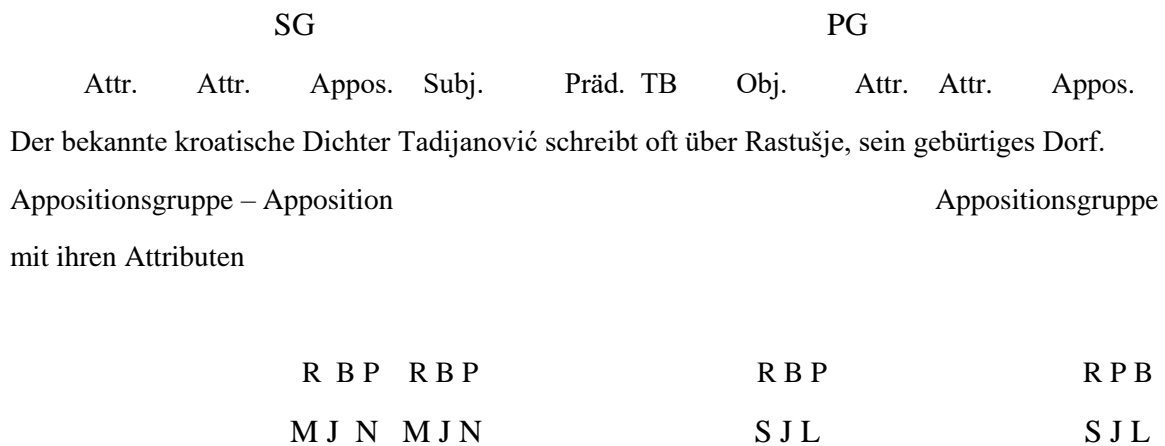 SG PG
Attr. Attr. Appos. Subj. Präd. TB Obj. Attr. Attr. Appos.
Der bekannte kroatische Dichter Tadijanović schreibt oft über Rastušje, sein gebürtiges Dorf.
Appositionsgruppe – Apposition Appositionsgruppe
mit ihren Attributen
R B P R B P R B P R P B
M J N M J N S J L S J L